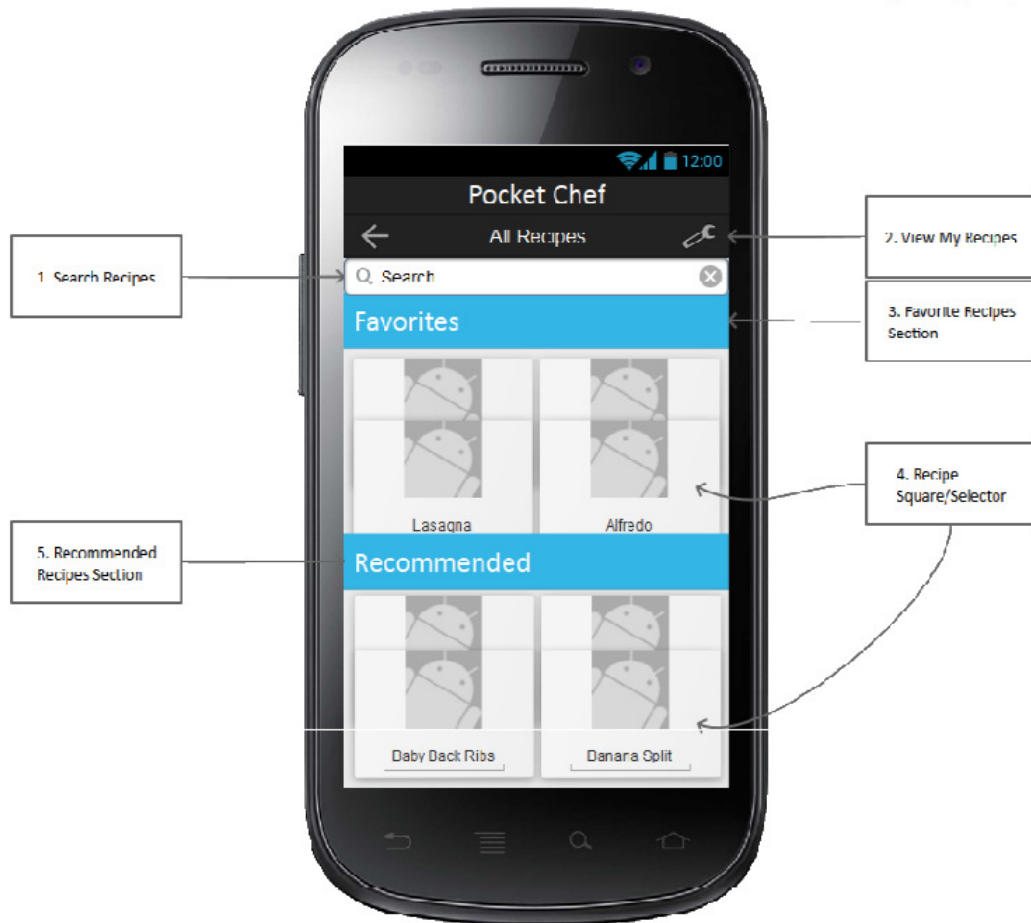 12:00
Pocket Chef
All Recipes
1. Search Recipes
2. View My Recipes
Search
3. Favorite Recipes
Section
Favorites
4. Recipe
Square/Selector
Lasagna
Alfredo
5. Recommended
Recipes Section
Recommended
Baby Back Ribs
Banana Split